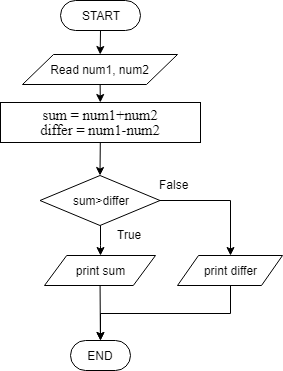 START
Read num1, num2
sum = num1+num2
differ = num1-num2
sum>differ
False
True
print sum
print differ
END